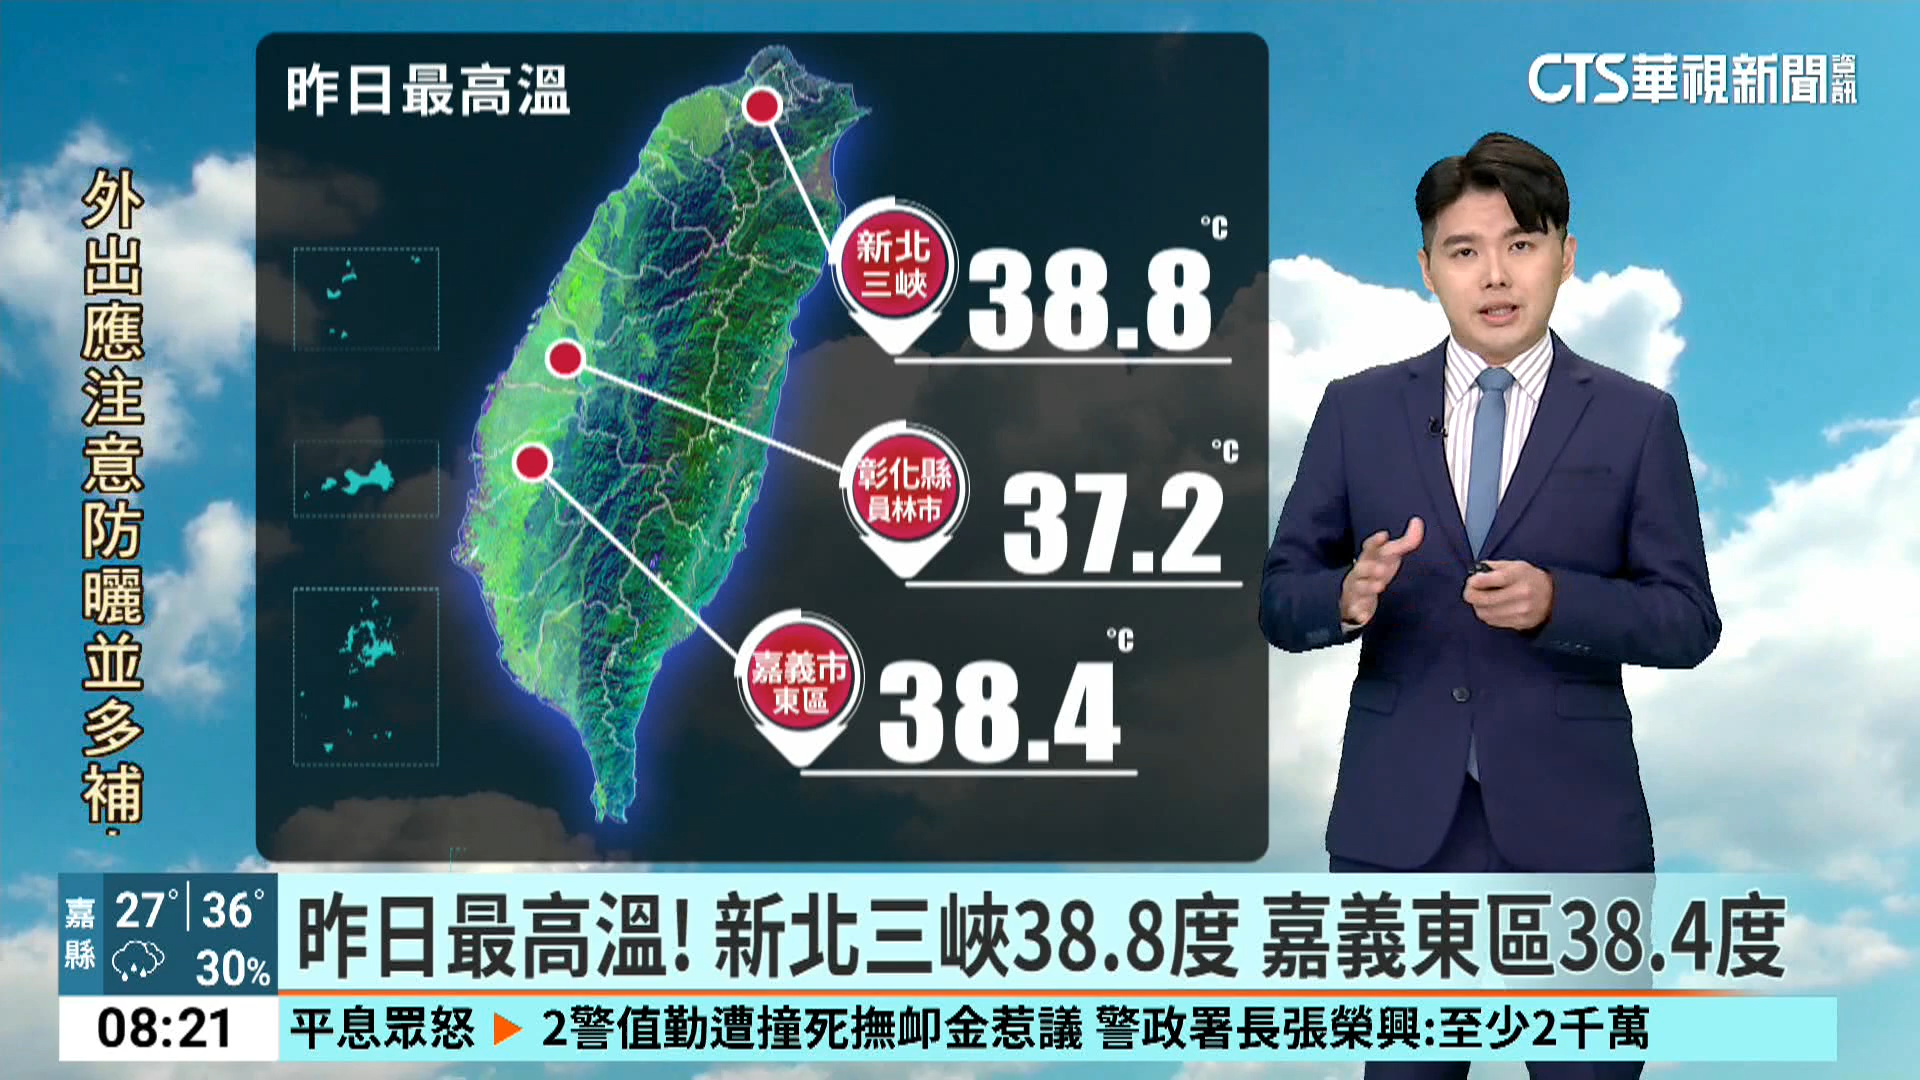 昨日最高溫
CTS華視新聞資訊
外出應注意防曬並多補
新北
三峽
38.8
°C
彰化縣
員林市
37.2
°C
嘉義市
東區
38.4
°C
嘉縣
27° 36°
30%
昨日最高溫! 新北三峽38.8度 嘉義東區38.4度
08:21
平息眾怒 ▶ 2警值勤遭撞死撫卹金惹議 警政署長張榮興:至少2千萬